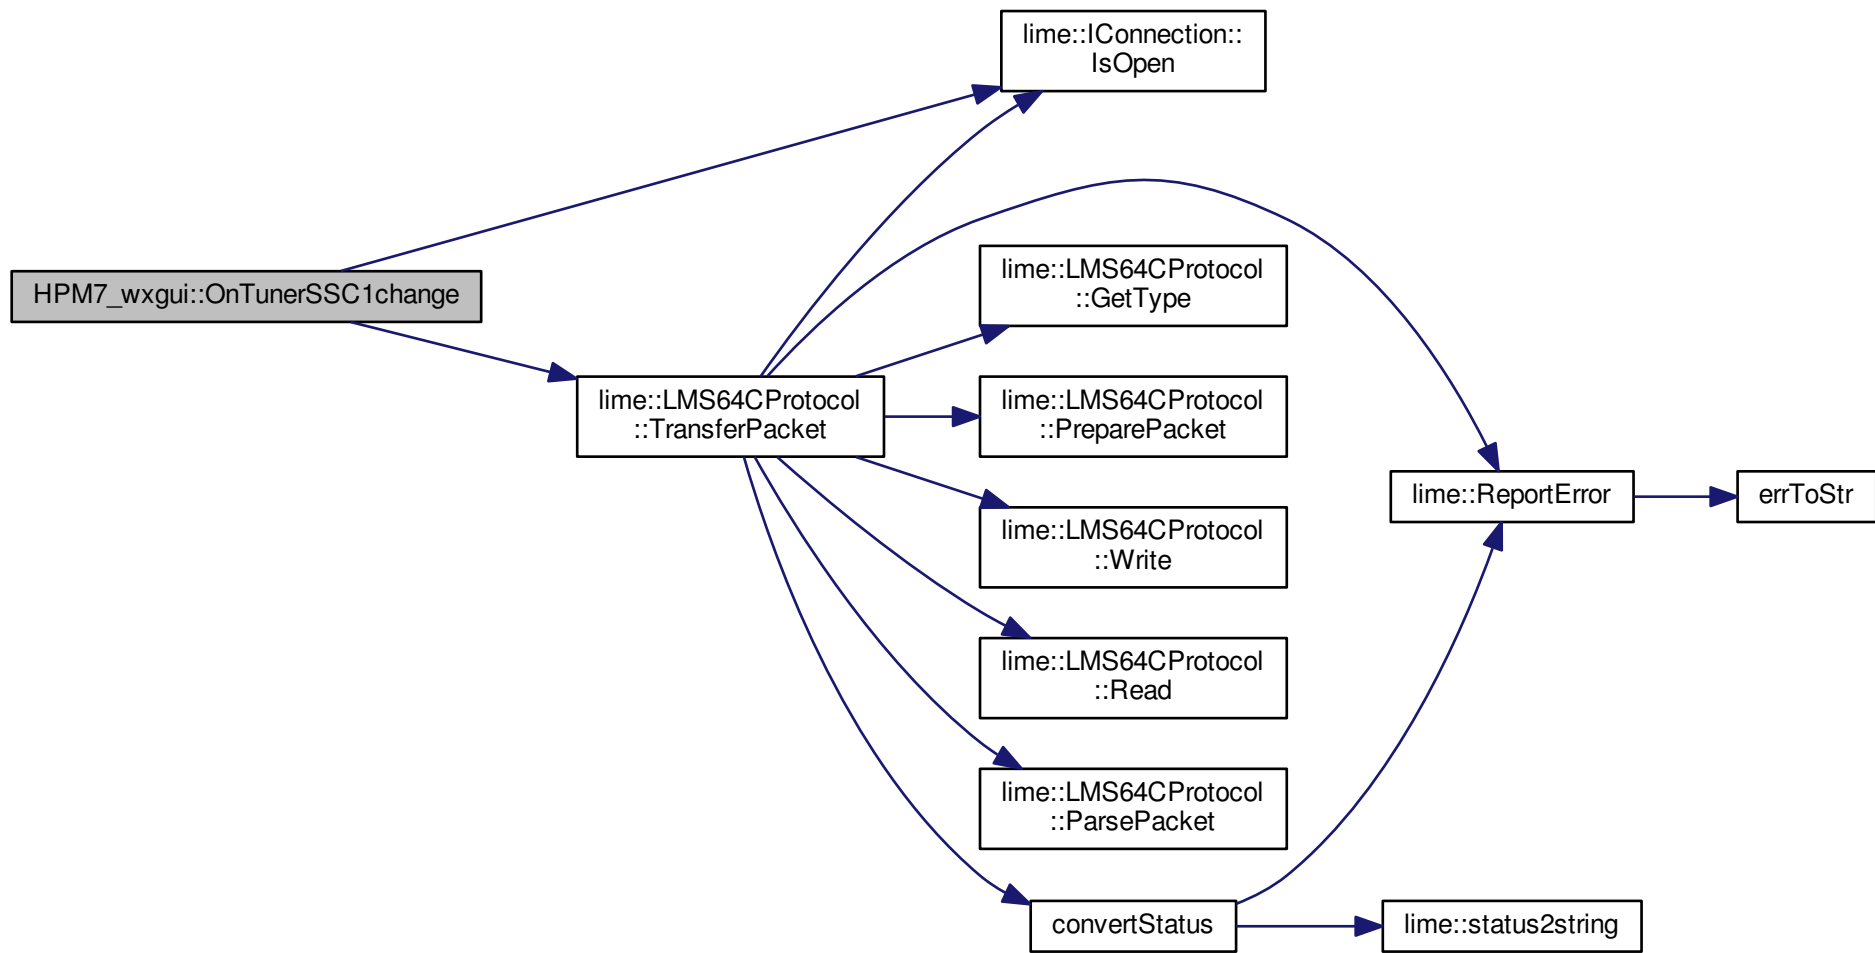 lime::IConnection::
IsOpen
HPM7_wxgui::OnTunerSSC1change
lime::LMS64CProtocol
::TransferPacket
lime::LMS64CProtocol
::GetType
lime::LMS64CProtocol
::PreparePacket
lime::LMS64CProtocol
::Write
lime::LMS64CProtocol
::Read
lime::LMS64CProtocol
::ParsePacket
convertStatus
lime::ReportError
errToStr
lime::status2string